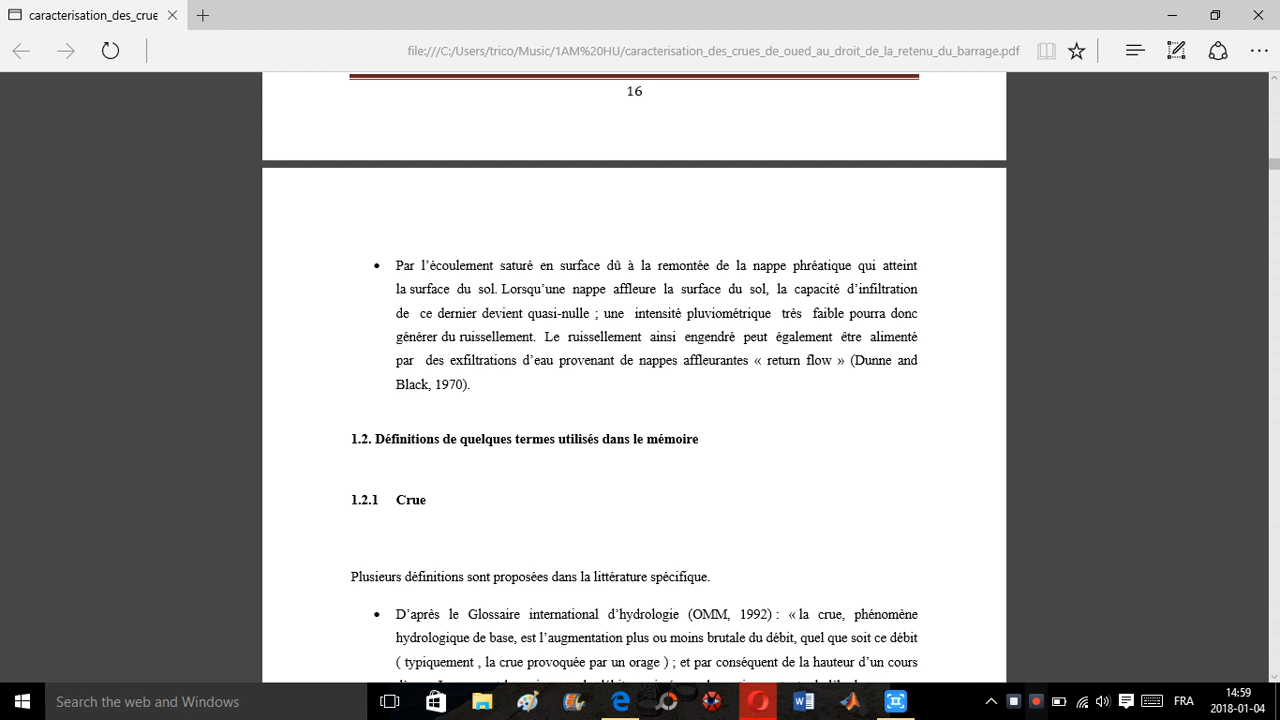 caracterisation_des_crue
file:///C:/Users/trico/Music/1AM%20HU/caracterisation_des_crues_de_oued_au_droit_de_la_retenu_du_barrage.pdf
16
• Par l’écoulement saturé en surface dû à la remontée de la nappe phréatique qui atteint
la surface du sol. Lorsqu’une nappe affleure la surface du sol, la capacité d’infiltration
de ce dernier devient quasi-nulle ; une intensité pluviométrique très faible pourra donc
générer du ruissellement. Le ruissellement ainsi engendré peut également être alimenté
par des exfiltrations d’eau provenant de nappes affleurantes « return flow » (Dunne and
Black, 1970).
1.2. Définitions de quelques termes utilisés dans le mémoire
1.2.1 Crue
Plusieurs définitions sont proposées dans la littérature spécifique.
• D’après le Glossaire international d’hydrologie (OMM, 1992) : « la crue, phénomène
hydrologique de base, est l’augmentation plus ou moins brutale du débit, quel que soit ce débit
( typiquement , la crue provoquée par un orage ) ; et par conséquent de la hauteur d’un cours
Search the web and Windows
FRA
14:59
2018-01-04